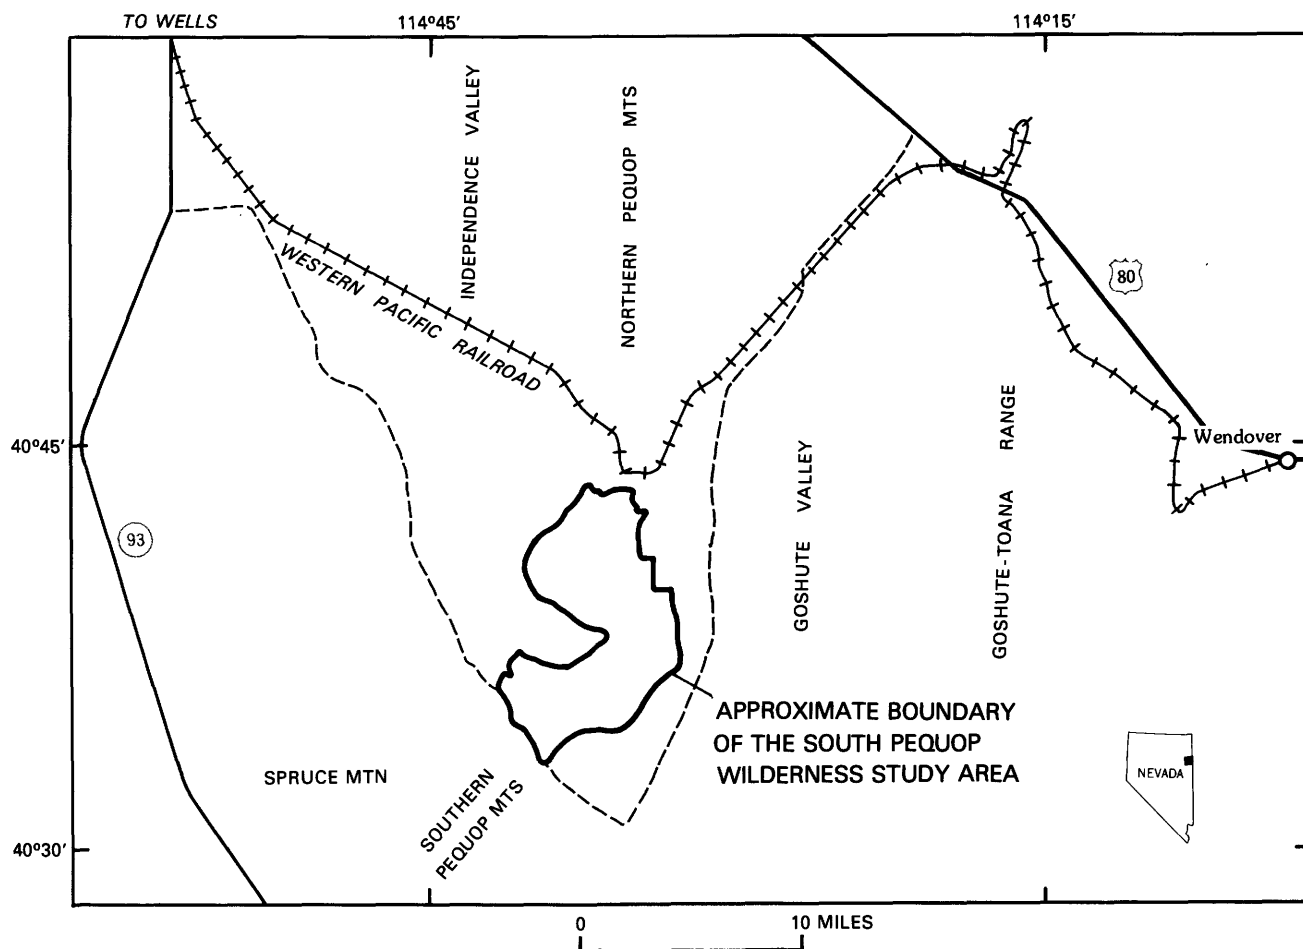 TO WELLS
114°45'
114°15'
INDEPENDENCE VALLEY
NORTHERN PEQUOP MTS
WESTERN PACIFIC RAILROAD
80
GOSHUTE VALLEY
GOSHUTE-TOANA RANGE
40°45'
Wendover
93
APPROXIMATE BOUNDARY
OF THE SOUTH PEQUOP
WILDERNESS STUDY AREA
SPRUCE MTN
SOUTHERN
PEQUOP MTS
NEVADA
40°30'
0
10 MILES